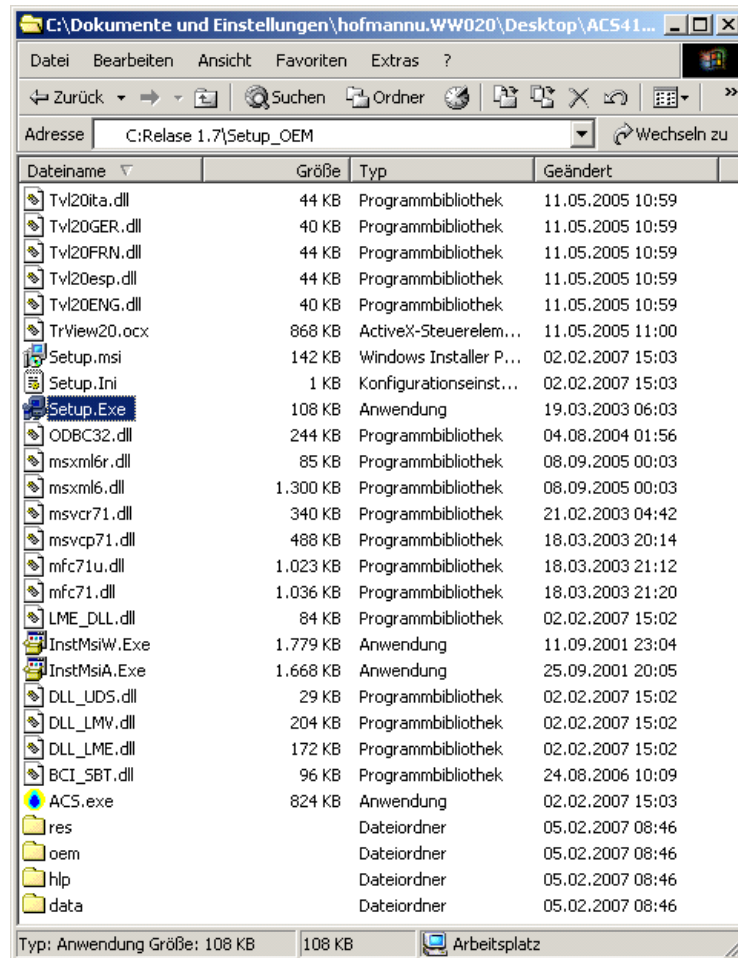 C:\Dokumente und Einstellungen\hofmannu.WW020\Desktop\ACS41...
Datei Bearbeiten Ansicht Favoriten Extras ?
Zurück Suchen Ordner »
Adresse C:Relase 1.7\Setup_OEM Wechseln zu
Dateiname Größe Typ Geändert
Tvl20ita.dll 44 KB Programmbibliothek 11.05.2005 10:59
Tvl20GER.dll 40 KB Programmbibliothek 11.05.2005 10:59
Tvl20FRN.dll 44 KB Programmbibliothek 11.05.2005 10:59
Tvl20esp.dll 44 KB Programmbibliothek 11.05.2005 10:59
Tvl20ENG.dll 40 KB Programmbibliothek 11.05.2005 10:59
TrView20.ocx 868 KB ActiveX-Steuerelem... 11.05.2005 11:00
Setup.msi 142 KB Windows Installer P... 02.02.2007 15:03
Setup.Ini 1 KB Konfigurationseinst... 02.02.2007 15:03
Setup.Exe 108 KB Anwendung 19.03.2003 06:03
ODBC32.dll 244 KB Programmbibliothek 04.08.2004 01:56
msxml6r.dll 85 KB Programmbibliothek 08.09.2005 00:03
msxml6.dll 1.300 KB Programmbibliothek 08.09.2005 00:03
msvcr71.dll 340 KB Programmbibliothek 21.02.2003 04:42
msvcp71.dll 488 KB Programmbibliothek 18.03.2003 20:14
mfc71u.dll 1.023 KB Programmbibliothek 18.03.2003 21:12
mfc71.dll 1.036 KB Programmbibliothek 18.03.2003 21:20
LME_DLL.dll 84 KB Programmbibliothek 02.02.2007 15:02
InstMsiW.Exe 1.779 KB Anwendung 11.09.2001 23:04
InstMsiA.Exe 1.668 KB Anwendung 25.09.2001 20:05
DLL_UDS.dll 29 KB Programmbibliothek 02.02.2007 15:02
DLL_LMV.dll 204 KB Programmbibliothek 02.02.2007 15:02
DLL_LME.dll 172 KB Programmbibliothek 02.02.2007 15:02
BCI_SBT.dll 96 KB Programmbibliothek 24.08.2006 10:09
ACS.exe 824 KB Anwendung 02.02.2007 15:03
res Dateiordner 05.02.2007 08:46
oem Dateiordner 05.02.2007 08:46
hlp Dateiordner 05.02.2007 08:46
data Dateiordner 05.02.2007 08:46
Typ: Anwendung Größe: 108 KB 108 KB Arbeitsplatz